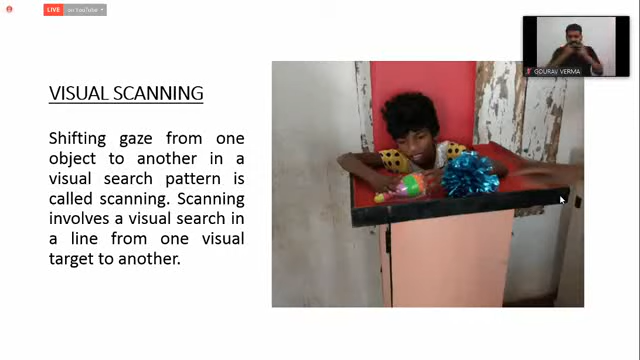 LIVE on YouTube
GOURAV VERMA
VISUAL SCANNING
Shifting gaze from one
object to another in a
visual search pattern is
called scanning. Scanning
involves a visual search in
a line from one visual
target to another.